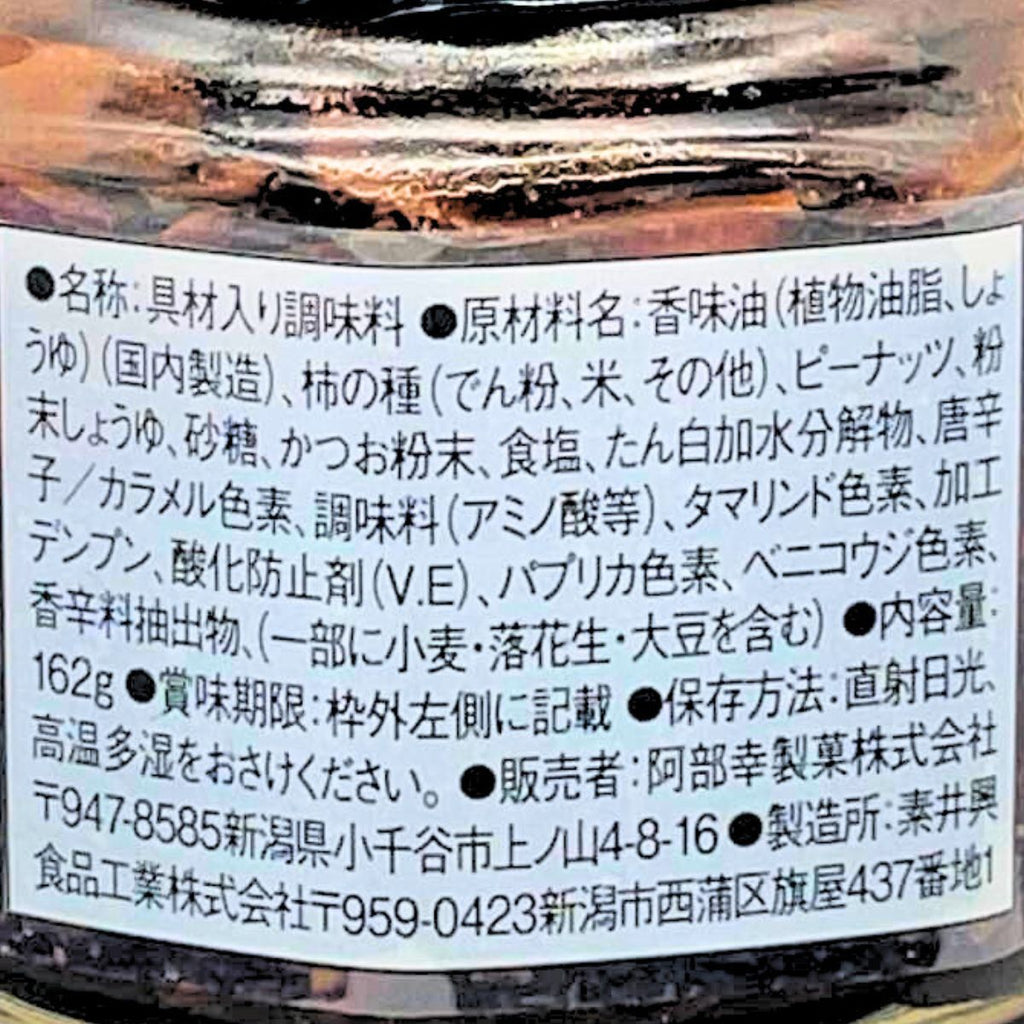 ●名称:具材入り調味料 ●原材料名:香味油(植物油脂、しょ
うゆ)(国内製造)、柿の種(でん粉、米、その他)、ピーナッツ、粉
末しょうゆ、砂糖、かつお粉末、食塩、たん白加水分解物、唐辛
子/カラメル色素、調味料(アミノ酸等)、タマリンド色素、加工
デンプン、酸化防止剤(V.E)、パプリカ色素、ベニコウジ色素、
香辛料抽出物、(一部に小麦・落花生・大豆を含む) ●内容量:
162g ●賞味期限:枠外左側に記載 ●保存方法:直射日光、
高温多湿をおさけください。 ●販売者:阿部幸製菓株式会社
〒947-8585新潟県小千谷市上ノ山4-8-16 ●製造所:素井興
食品工業株式会社〒959-0423新潟市西蒲区旗屋437番地1